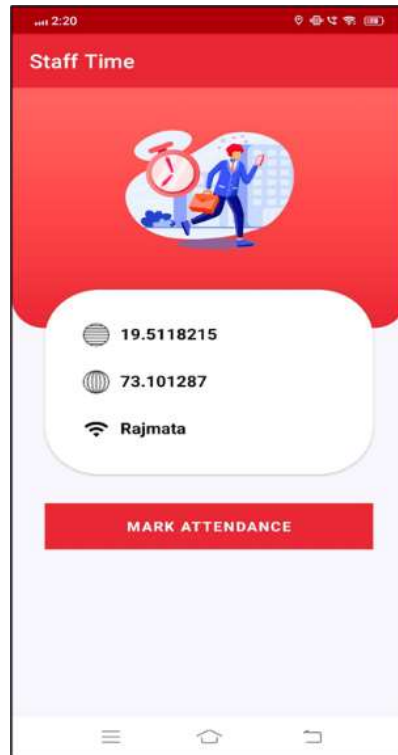 2:20
Staff Time
19.5118215
73.101287
Rajmata
MARK ATTENDANCE